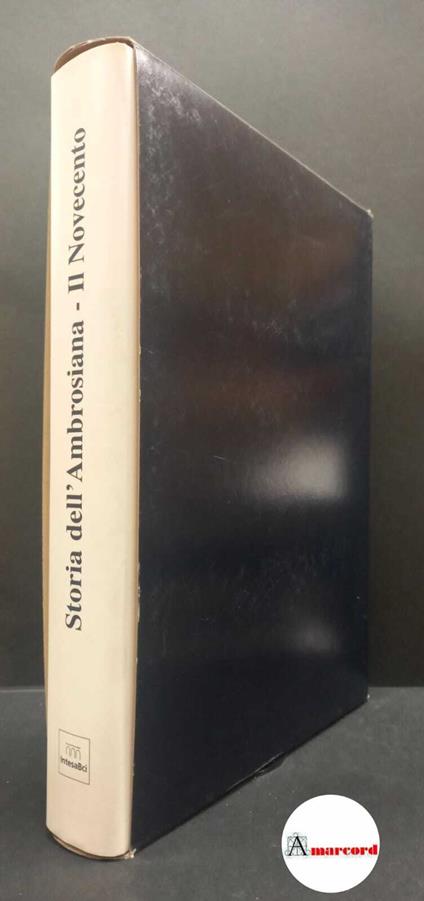 Storia dell'Ambrosiana - Il Novecento
IntesaBci
Amarcord